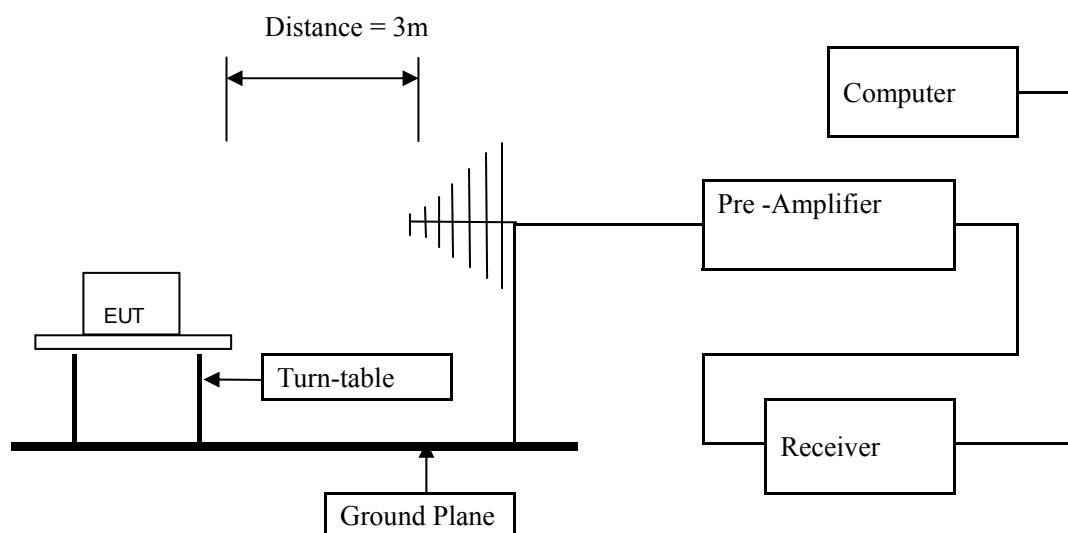 Distance = 3m
Computer
Pre -Amplifier
EUT
Turn-table
Receiver
Ground Plane